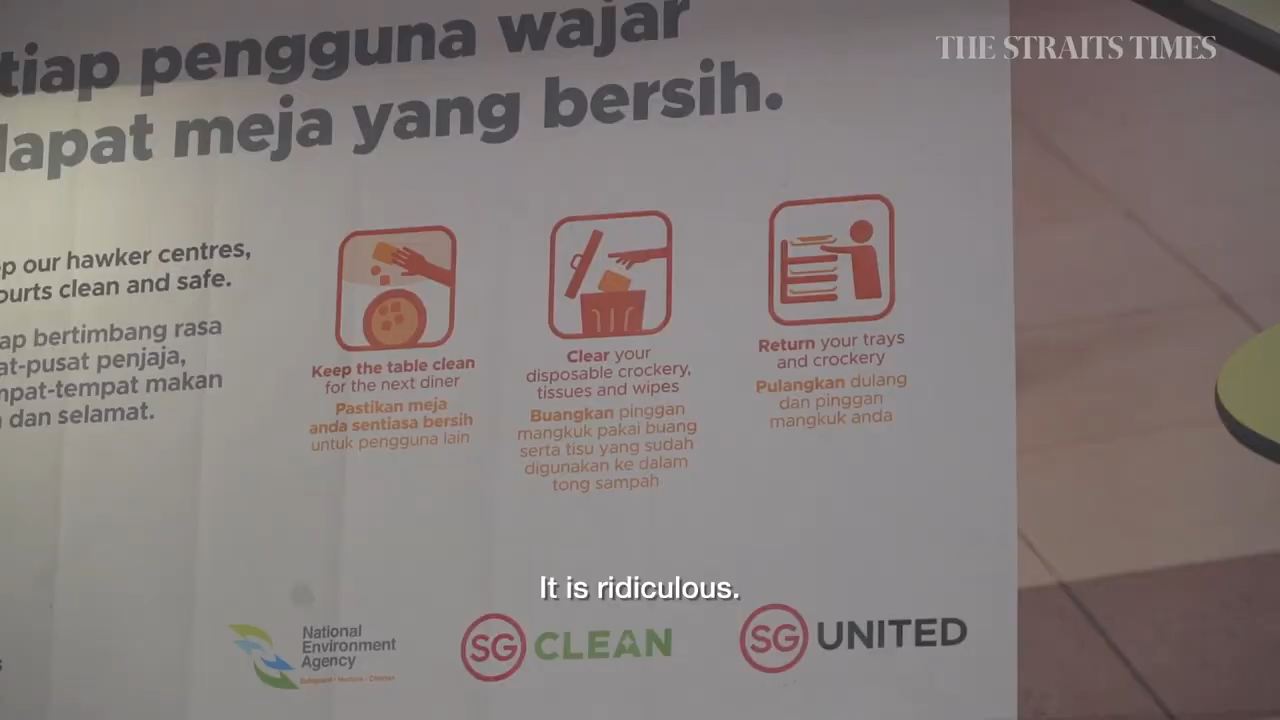 THE STRAITS TIMES
tiap pengguna wajar
dapat meja yang bersih.
p our hawker centres,
ourts clean and safe.
ap bertimbang rasa
at-pusat penjaja,
mpat-tempat makan
dan selamat.
Keep the table clean
for the next diner
Pastikan meja
anda sentiasa bersih
untuk pengguna lain
Clear your
disposable crockery,
tissues and wipes
Buangkan pinggan
mangkuk pakai buang
serta tisu yang sudah
digunakan ke dalam
tong sampah
Return your trays
and crockery
Pulangkan dulang
dan pinggan
mangkuk anda
It is ridiculous.
National
Environment
Agency
Safeguard • Nurture • Cherish
SG CLEAN
SG UNITED